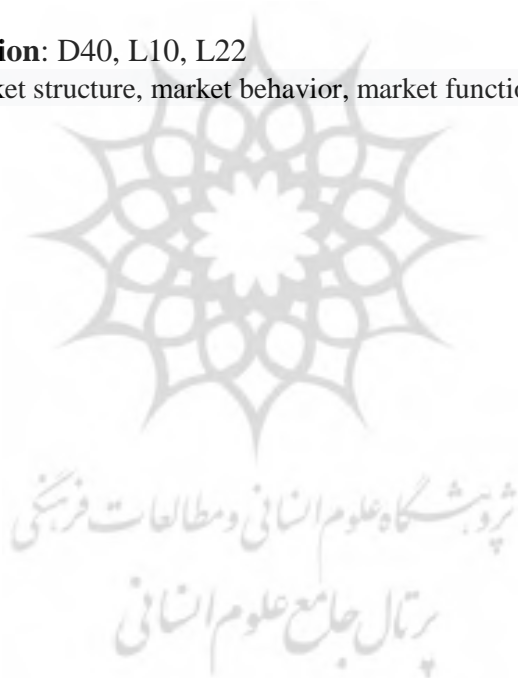 ion: D40, L10, L22
ket structure, market behavior, market functio
پژوهشگاه علوم انسانی و مطالعات فرهنگی
پرتال جامع علوم انسانی